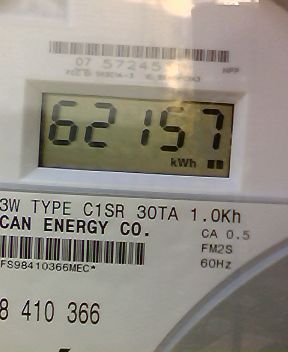 07 57245
62157
kWh
3W TYPE C1SR 30TA 1.0Kh
CAN ENERGY CO.
CA 0.5
FM2S
60Hz
FS98410366MEC*
8 410 366